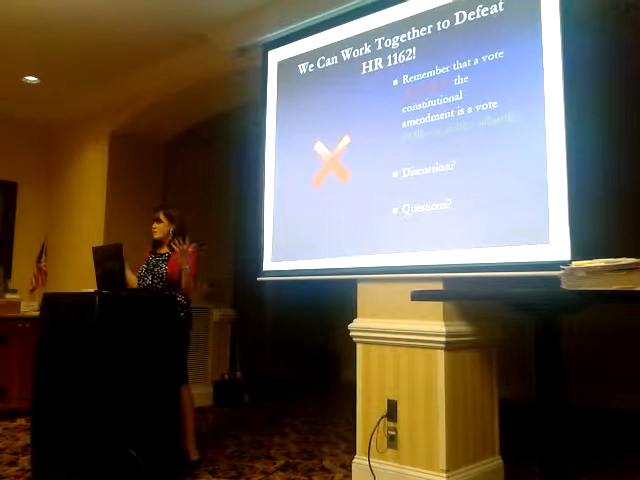 We Can Work Together to Defeat
HR 1162!
Remember that a vote
the
constitutional
amendment is a vote
Discussion?
Questions?